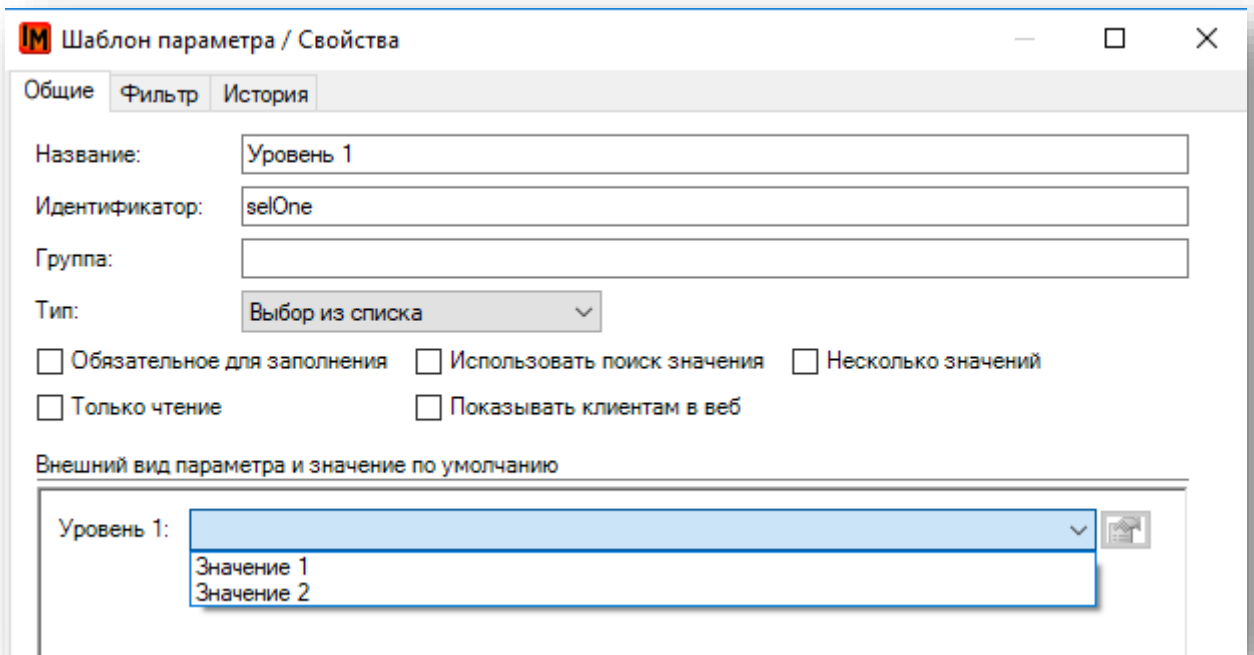 IM Шаблон параметра / Свойства
Общие Фильтр История
Название: Уровень 1
Идентификатор: selOne
Группа:
Тип: Выбор из списка
Обязательное для заполнения Использовать поиск значения Несколько значений
Только чтение Показывать клиентам в веб
Внешний вид параметра и значение по умолчанию
Уровень 1:
Значение 1
Значение 2